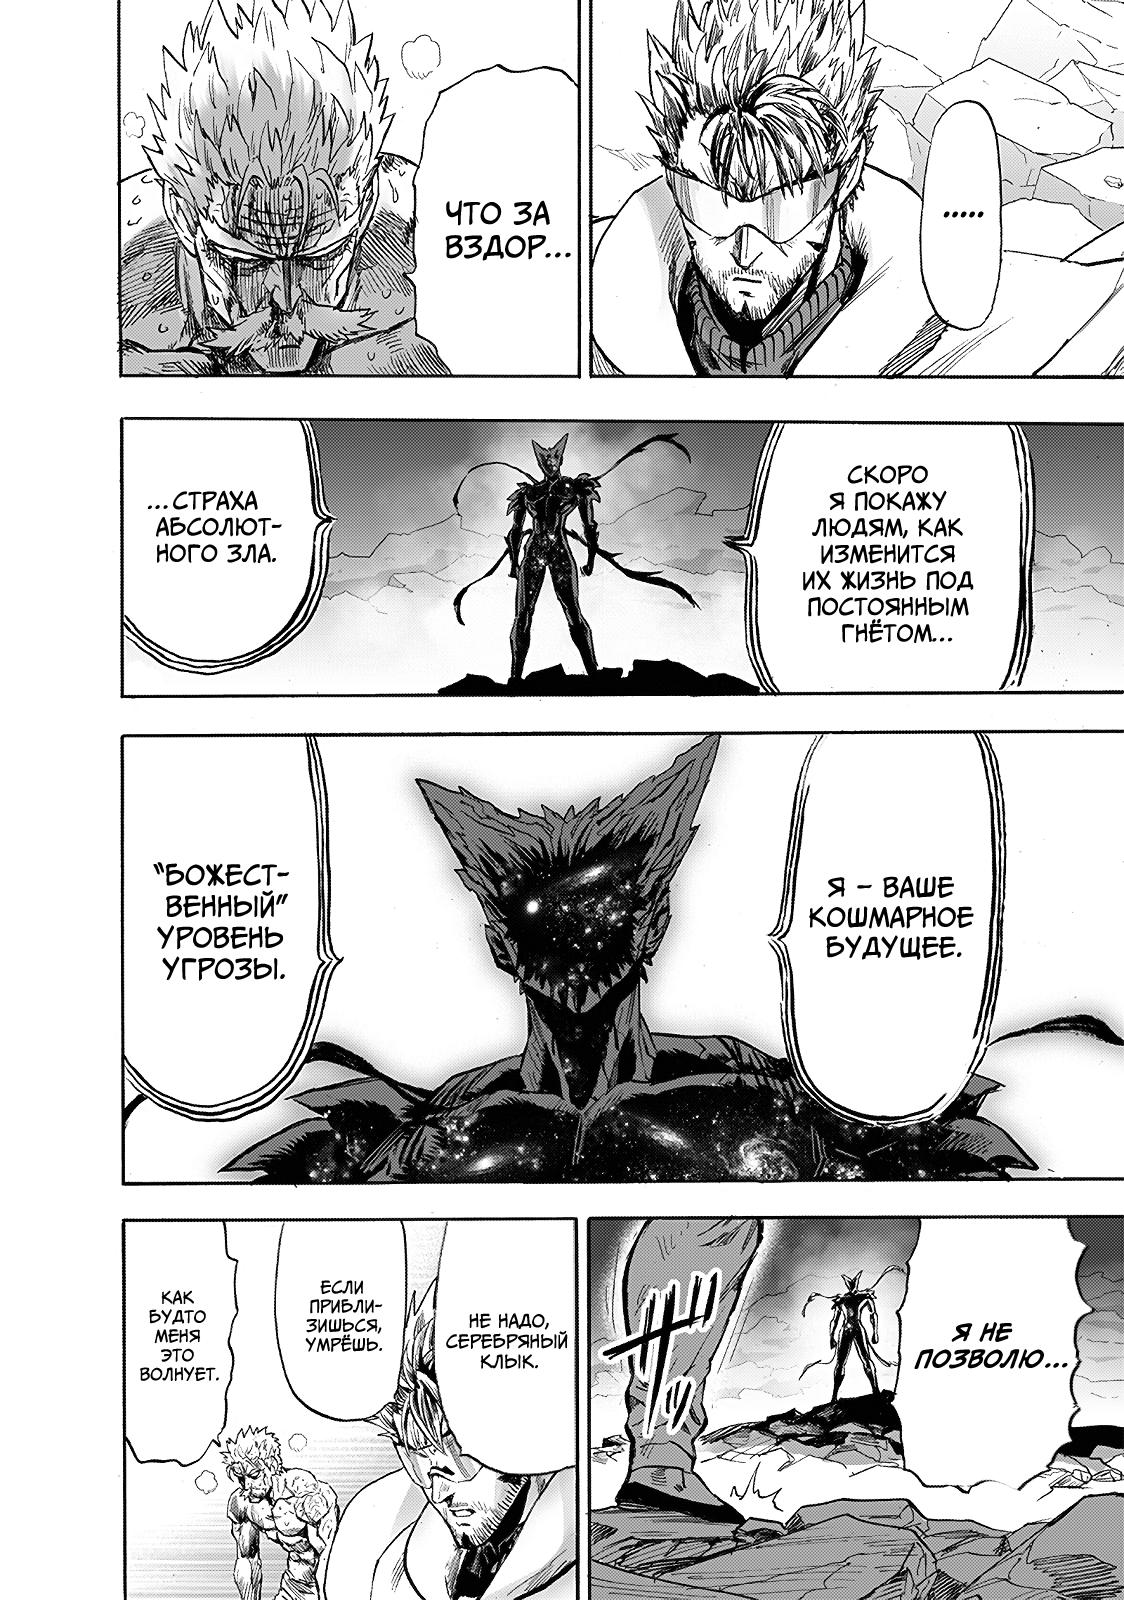 .....
ЧТО ЗА
ВЗДОР...
СКОРО
Я ПОКАЖУ
ЛЮДЯМ, КАК
ИЗМЕНИТСЯ
ИХ ЖИЗНЬ ПОД
ПОСТОЯННЫМ
ГНЁТОМ...
...СТРАХА
АБСОЛЮТ-
НОГО ЗЛА.
Я – ВАШЕ
КОШМАРНОЕ
БУДУЩЕЕ.
"БОЖЕСТ-
ВЕННЫЙ"
УРОВЕНЬ
УГРОЗЫ.
Я НЕ
ПОЗВОЛЮ...
НЕ НАДО,
СЕРЕБРЯНЫЙ
КЛЫК.
ЕСЛИ
ПРИБЛИ-
ЗИШЬСЯ,
УМРЁШЬ.
КАК
БУДТО
МЕНЯ
ЭТО
ВОЛНУЕТ.